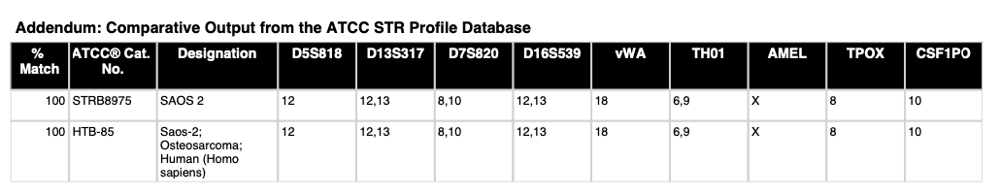 Addendum: Comparative Output from the ATCC STR Profile Database
% Match ATCC® Cat. No. Designation D5S818 D13S317 D7S820 D16S539 vWA TH01 AMEL TPOX CSF1PO
100 STRB8975 SAOS 2 12 12,13 8,10 12,13 18 6,9 X 8 10
100 HTB-85 Saos-2; 12 12,13 8,10 12,13 18 6,9 X 8 10
Osteosarcoma;
Human (Homo
sapiens)